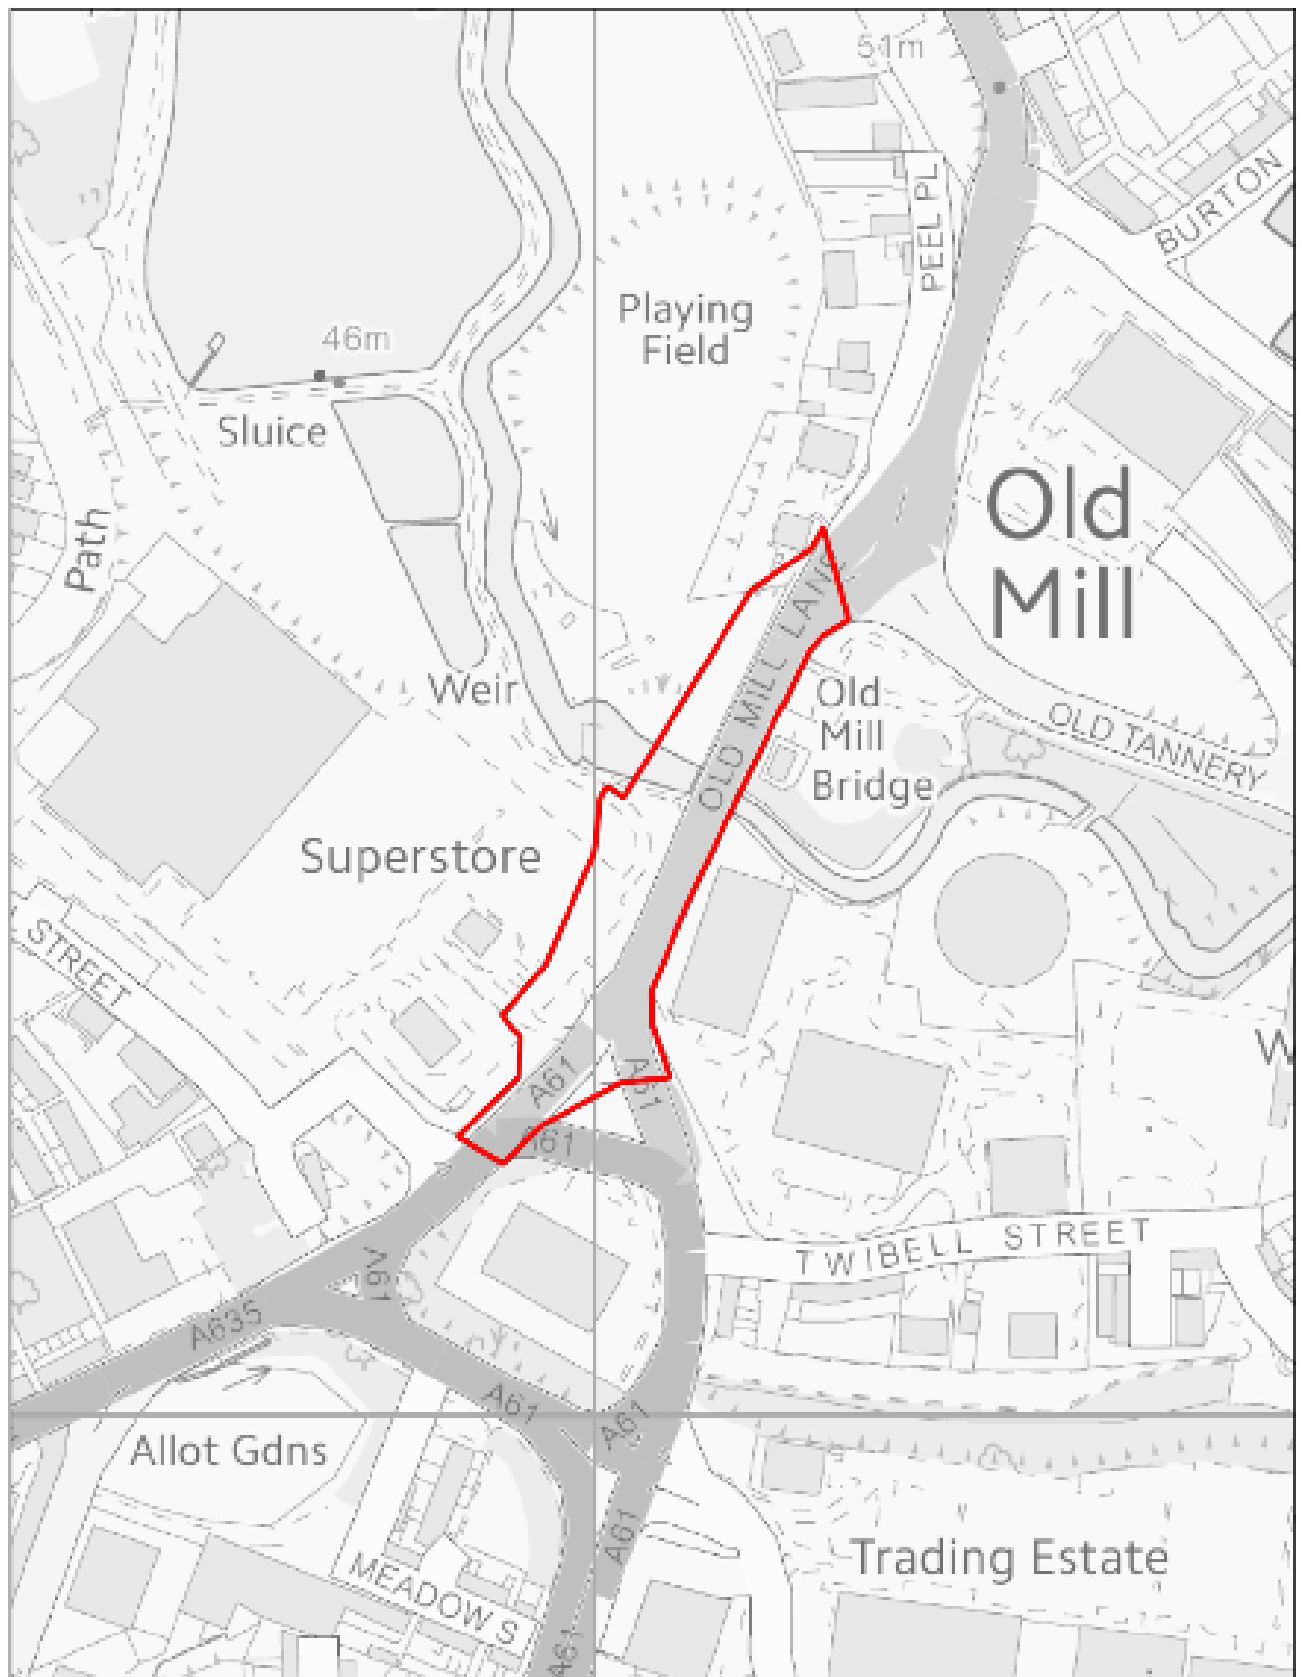 51m
BURTON
PEEL PL
Playing
Field
46m
Sluice
Old
Mill
Path
OLD MILL LANE
Weir
Old
Mill
Bridge
OLD TANNERY
Superstore
STREET
W
A61
A61
A61
TWIBELL STREET
A61
A635
A61
A61
Allot Gdns
A61
Trading Estate
MEADOW S
A61